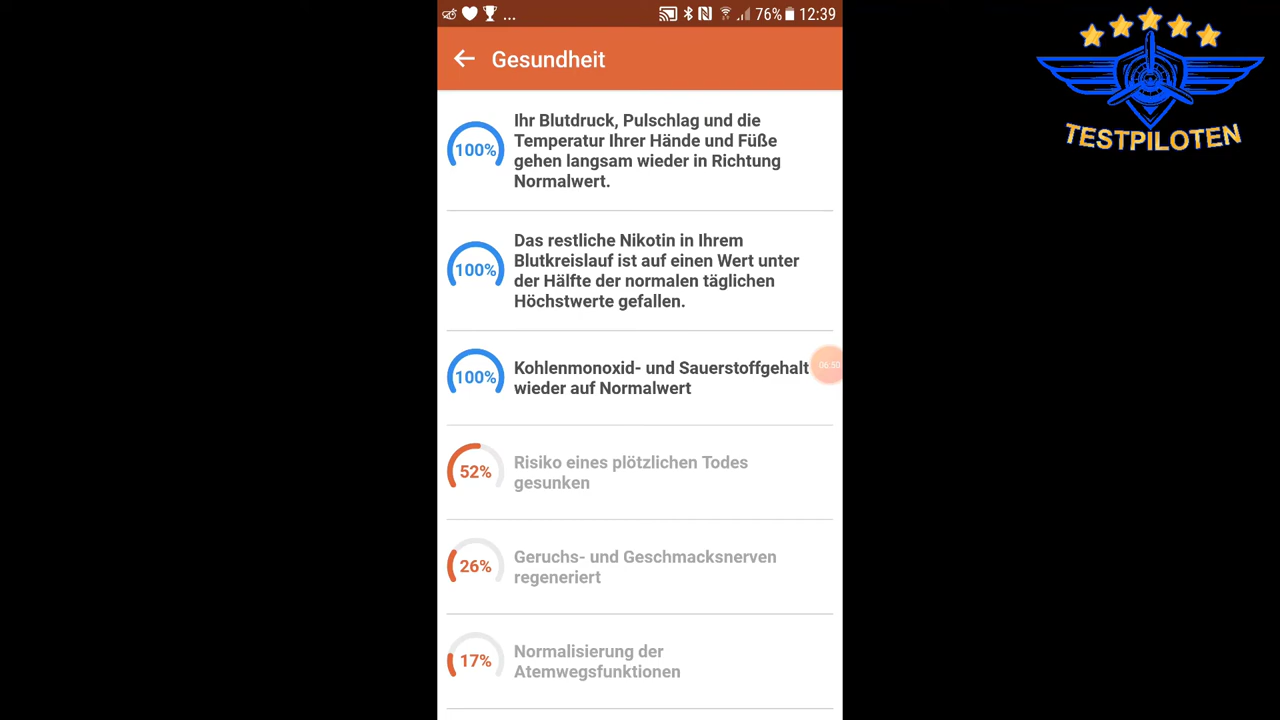 ... 76% 12:39
Gesundheit
Ihr Blutdruck, Pulschlag und die
Temperatur Ihrer Hände und Füße
gehen langsam wieder in Richtung
Normalwert.
100%
Das restliche Nikotin in Ihrem
Blutkreislauf ist auf einen Wert unter
der Hälfte der normalen täglichen
Höchstwerte gefallen.
100%
Kohlenmonoxid- und Sauerstoffgehalt
wieder auf Normalwert
100%
06:50
Risiko eines plötzlichen Todes
gesunken
52%
Geruchs- und Geschmacksnerven
regeneriert
26%
Normalisierung der
Atemwegsfunktionen
17%
TESTPILOTEN